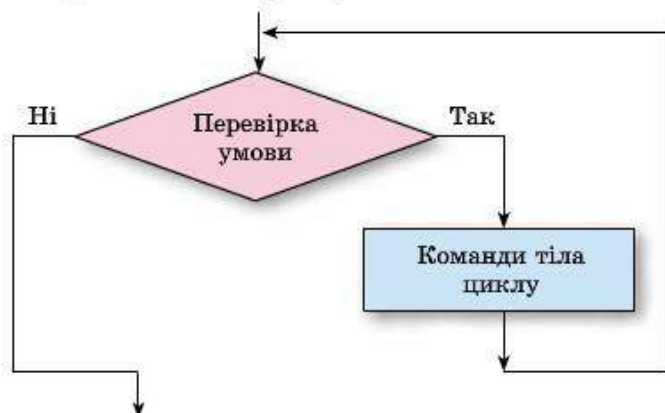 Ні
Перевірка
умови
Так
Команди тіла
циклу